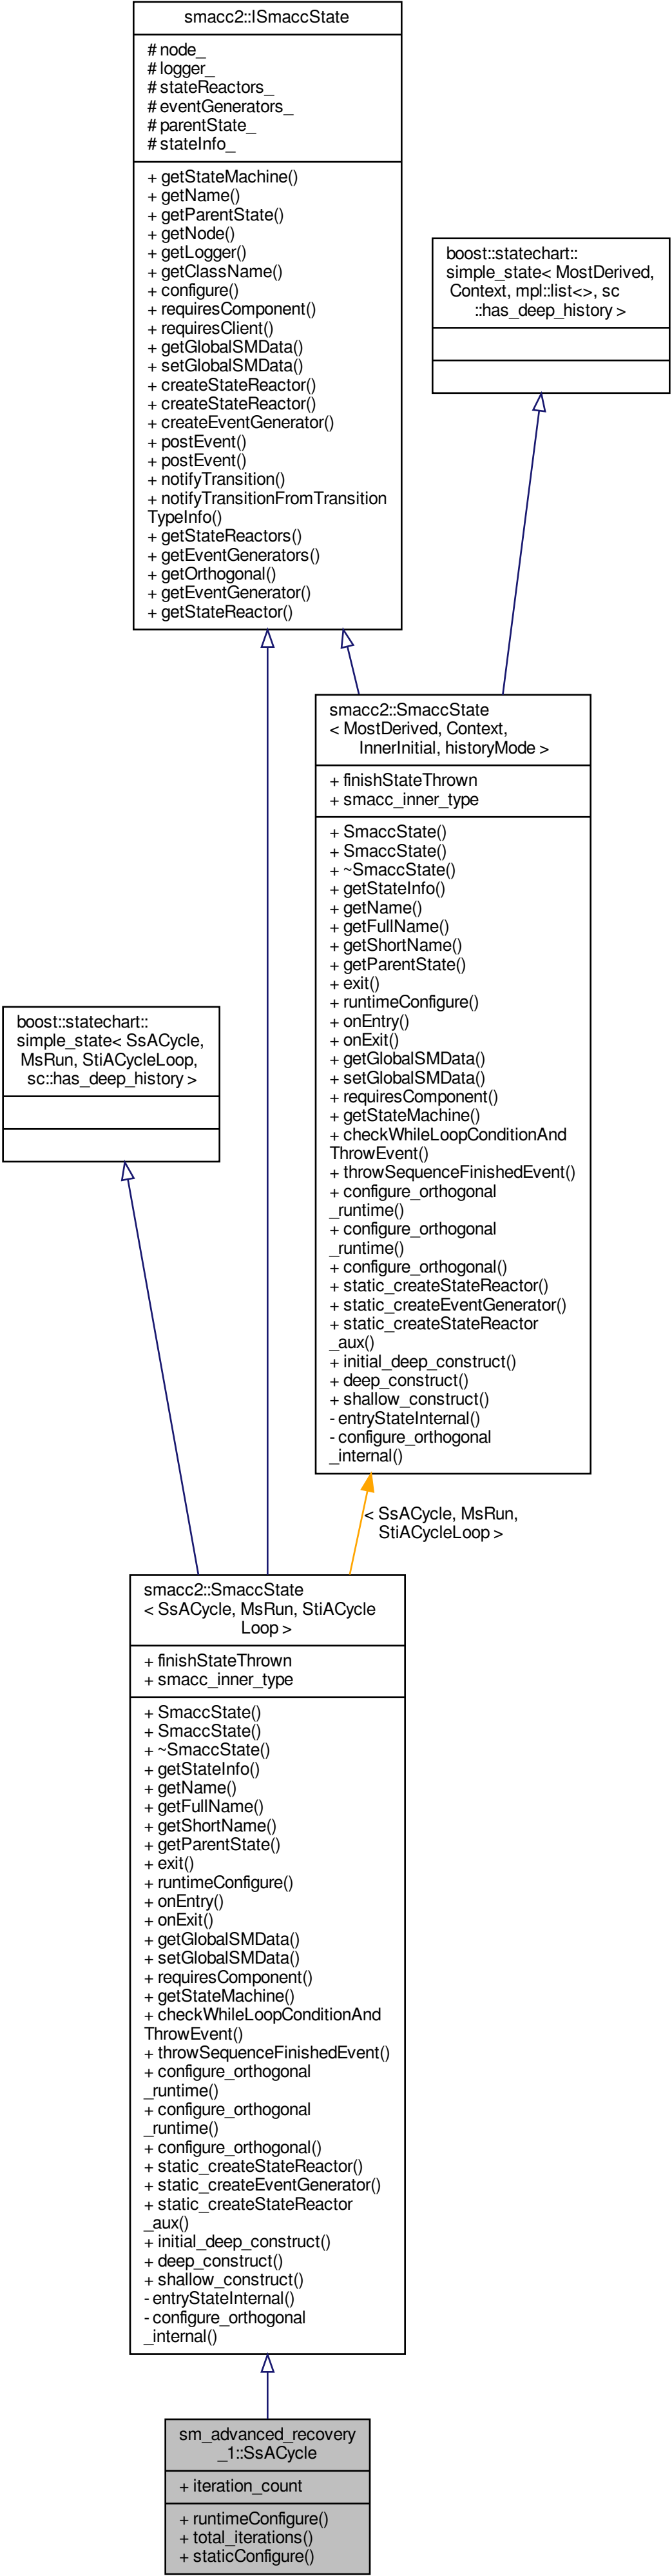 smacc2::ISmaccState
# node_
# logger_
# stateReactors_
# eventGenerators_
# parentState_
# stateInfo_
+ getStateMachine()
+ getName()
+ getParentState()
+ getNode()
+ getLogger()
+ getClassName()
+ configure()
+ requiresComponent()
+ requiresClient()
+ getGlobalSMData()
+ setGlobalSMData()
+ createStateReactor()
+ createStateReactor()
+ createEventGenerator()
+ postEvent()
+ postEvent()
+ notifyTransition()
+ notifyTransitionFromTransition
TypeInfo()
+ getStateReactors()
+ getEventGenerators()
+ getOrthogonal()
+ getEventGenerator()
+ getStateReactor()
boost::statechart::
simple_state< MostDerived,
Context, mpl::list<>, sc
::has_deep_history >
smacc2::SmaccState
< MostDerived, Context,
InnerInitial, historyMode >
+ finishStateThrown
+ smacc_inner_type
+ SmaccState()
+ SmaccState()
+ ~SmaccState()
+ getStateInfo()
+ getName()
+ getFullName()
+ getShortName()
+ getParentState()
+ exit()
+ runtimeConfigure()
+ onEntry()
+ onExit()
+ getGlobalSMData()
+ setGlobalSMData()
+ requiresComponent()
+ getStateMachine()
+ checkWhileLoopConditionAnd
ThrowEvent()
+ throwSequenceFinishedEvent()
+ configure_orthogonal
_runtime()
+ configure_orthogonal
_runtime()
+ configure_orthogonal()
+ static_createStateReactor()
+ static_createEventGenerator()
+ static_createStateReactor
_aux()
+ initial_deep_construct()
+ deep_construct()
+ shallow_construct()
- entryStateInternal()
- configure_orthogonal
_internal()
boost::statechart::
simple_state< SsACycle,
MsRun, StiACycleLoop,
sc::has_deep_history >
< SsACycle, MsRun,
StiACycleLoop >
smacc2::SmaccState
< SsACycle, MsRun, StiACycle
Loop >
+ finishStateThrown
+ smacc_inner_type
+ SmaccState()
+ SmaccState()
+ ~SmaccState()
+ getStateInfo()
+ getName()
+ getFullName()
+ getShortName()
+ getParentState()
+ exit()
+ runtimeConfigure()
+ onEntry()
+ onExit()
+ getGlobalSMData()
+ setGlobalSMData()
+ requiresComponent()
+ getStateMachine()
+ checkWhileLoopConditionAnd
ThrowEvent()
+ throwSequenceFinishedEvent()
+ configure_orthogonal
_runtime()
+ configure_orthogonal
_runtime()
+ configure_orthogonal()
+ static_createStateReactor()
+ static_createEventGenerator()
+ static_createStateReactor
_aux()
+ initial_deep_construct()
+ deep_construct()
+ shallow_construct()
- entryStateInternal()
- configure_orthogonal
_internal()
sm_advanced_recovery
_1::SsACycle
+ iteration_count
+ runtimeConfigure()
+ total_iterations()
+ staticConfigure()